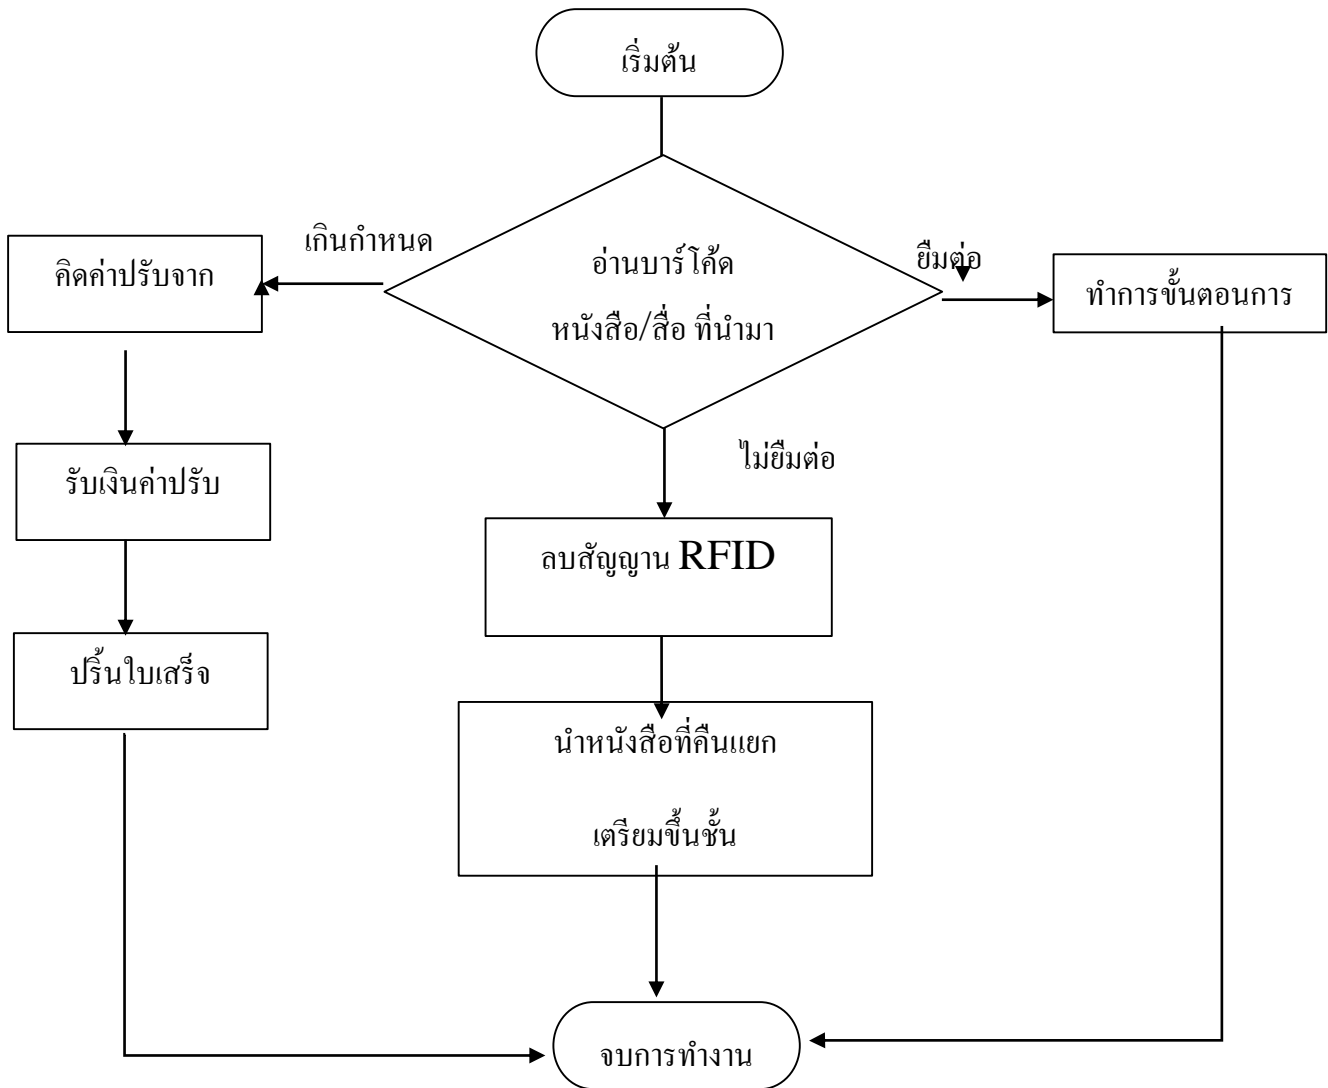 เริ่มต้น
เกินกำหนด
อ่านบาร์โค้ด
หนังสือ/สื่อ ที่นำมา
ยืมต่อ
คิดค่าปรับจาก
ทำการขั้นตอนการ
รับเงินค่าปรับ
ไม่ยืมต่อ
ลบสัญญาน RFID
ปริ้นใบเสร็จ
นำหนังสือที่คืนแยก
เตรียมขึ้นชั้น
จบการทำงาน